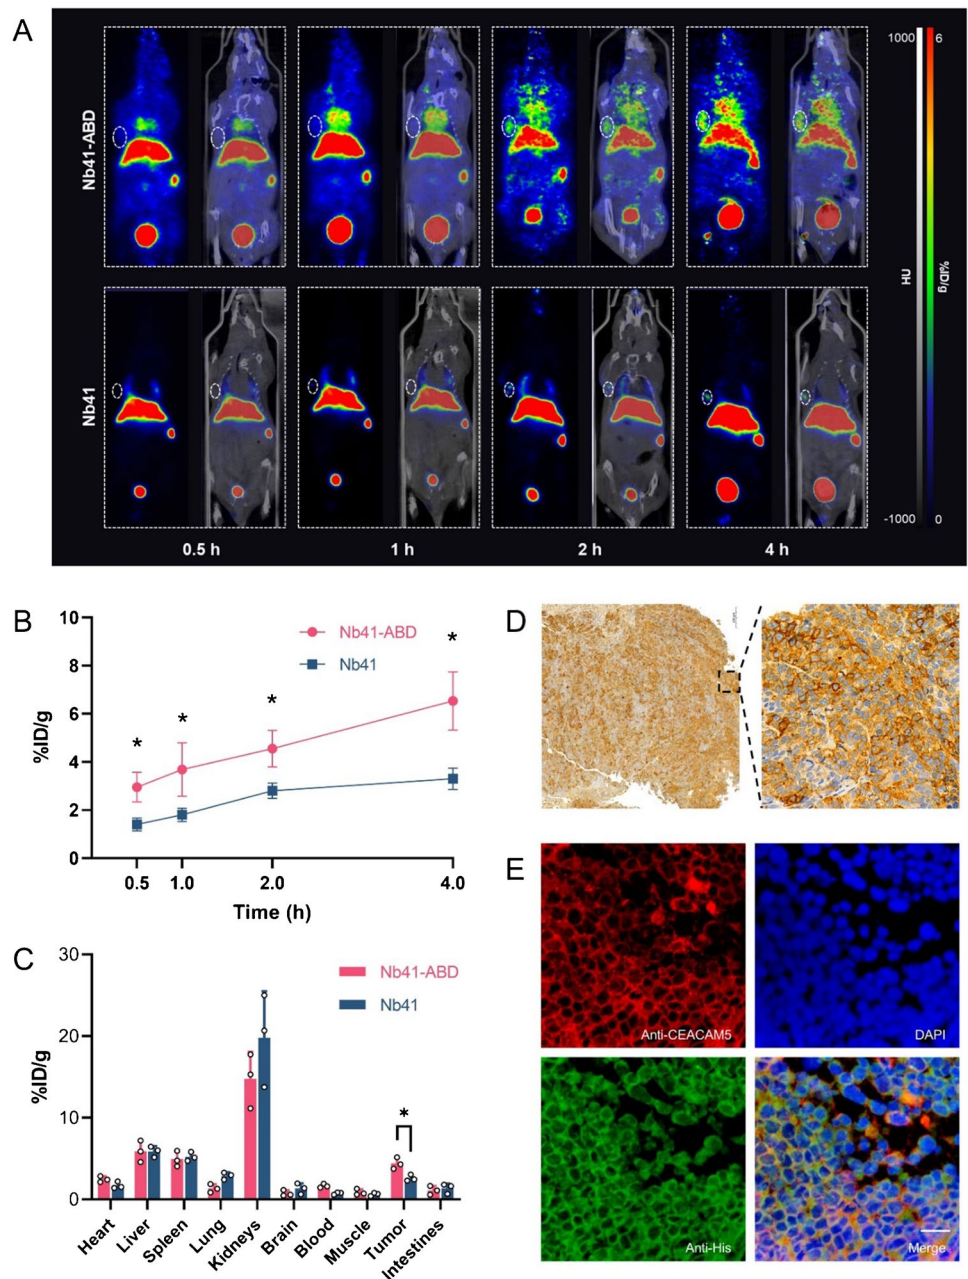 A
Nb41-ABD
Nb41
1000
6
HU
%ID/g
-1000
0
0.5 h
1 h
2 h
4 h
B
10
8
6
4
2
0
%ID/g
Nb41-ABD
Nb41
*
*
*
*
0.5
1.0
2.0
4.0
Time (h)
C
30
20
10
0
%ID/g
Nb41-ABD
Nb41
*
Heart
Liver
Spleen
Lung
Kidneys
Brain
Blood
Muscle
Tumor
Intestines
D
E
Anti-CEACAM5
DAPI
Anti-His
Merge